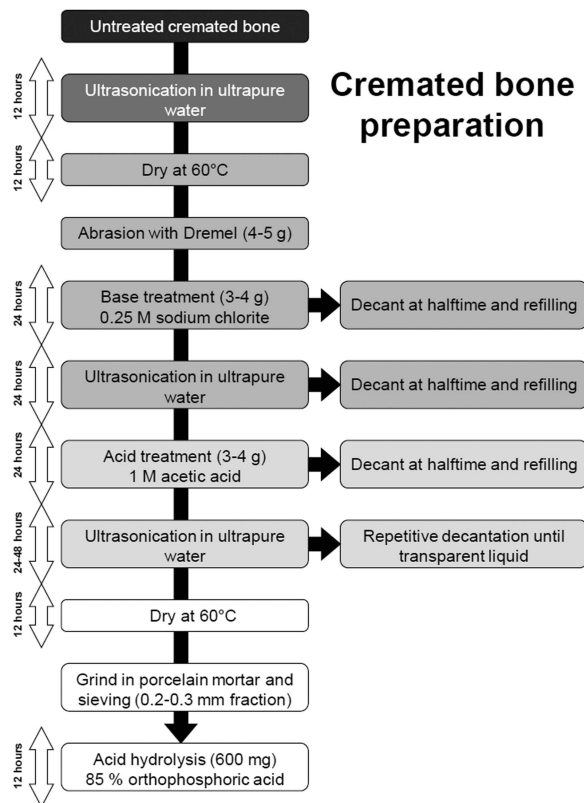 Untreated cremated bone
Cremated bone
preparation
12 hours
Ultrasonication in ultrapure
water
12 hours
Dry at 60°C
Abrasion with Dremel (4-5 g)
24 hours
Base treatment (3-4 g)
0.25 M sodium chlorite
Decant at halftime and refilling
24 hours
Ultrasonication in ultrapure
water
Decant at halftime and refilling
24 hours
Acid treatment (3-4 g)
1 M acetic acid
Decant at halftime and refilling
24-48 hours
Ultrasonication in ultrapure
water
Repetitive decantation until
transparent liquid
12 hours
Dry at 60°C
Grind in porcelain mortar and
sieving (0.2-0.3 mm fraction)
12 hours
Acid hydrolysis (600 mg)
85 % orthophosphoric acid